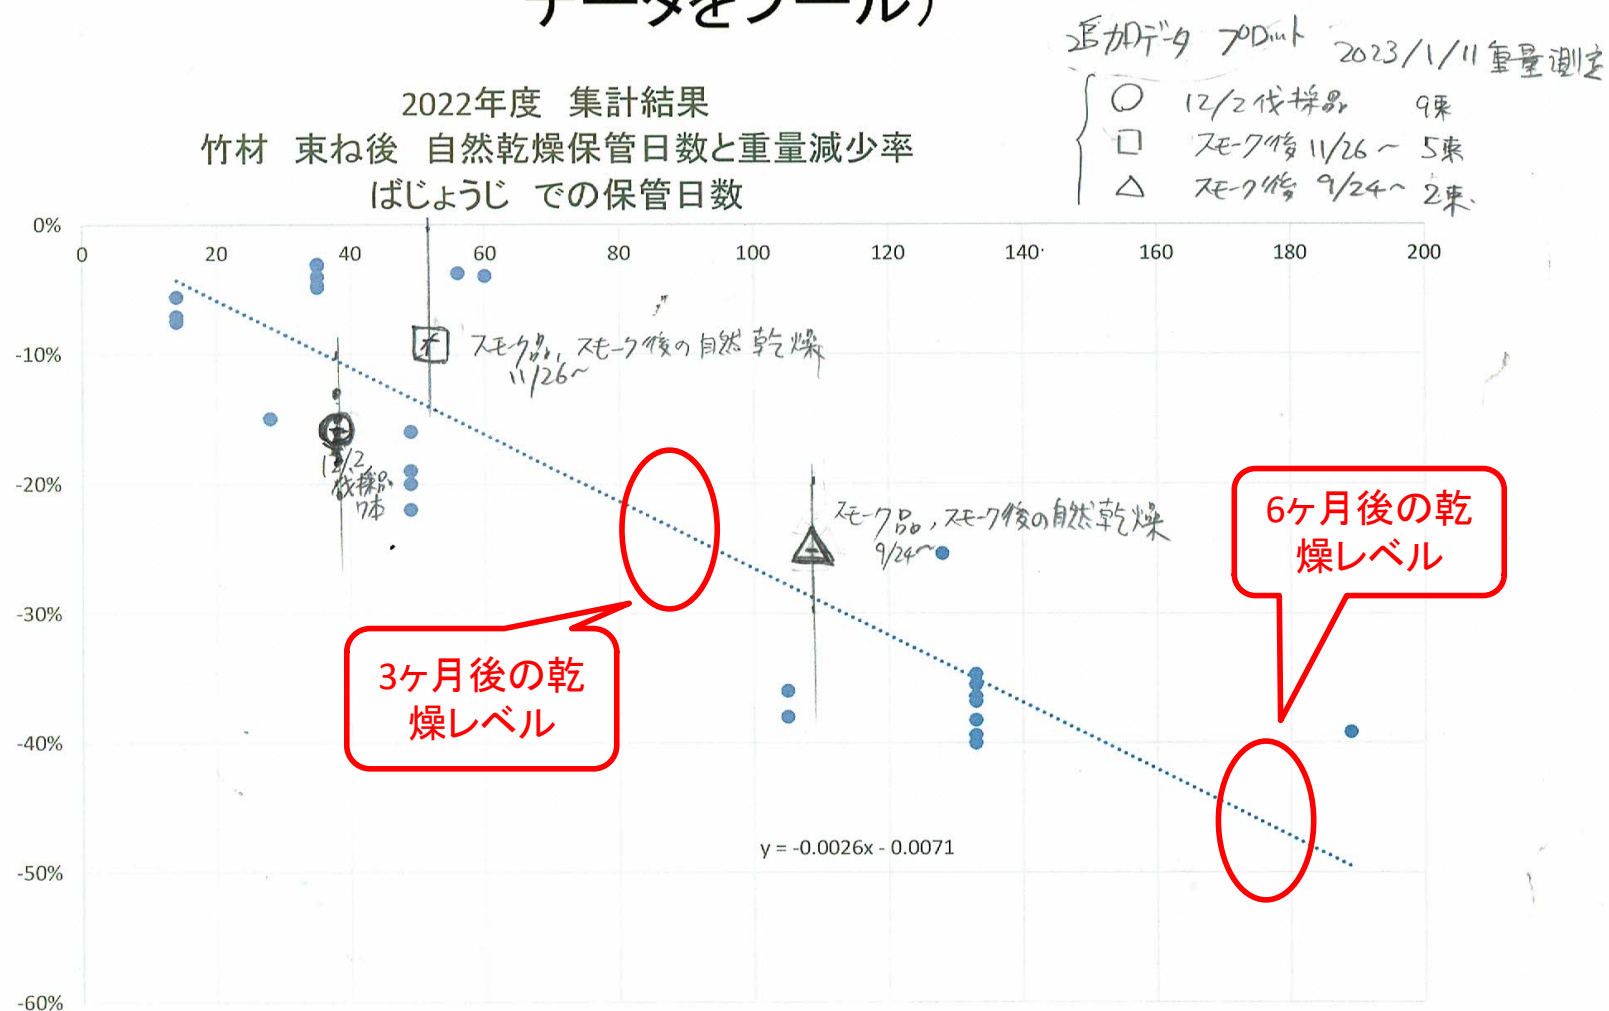 データをプール)
追加データ プロット 2023/1/11 重量測定
○ 12/2 伐採品 9束
□ スモーク後 11/26~ 5束
△ スモーク後 9/24~ 2束
2022年度 集計結果
竹材 束ね後 自然乾燥保管日数と重量減少率
ばじょうじ での保管日数
0%
0 20 40 60 80 100 120 140 160 180 200
-10%
スモーク品、スモーク後の自然乾燥
11/26~
12/2
伐採品
-20%
スモーク品、スモーク後の自然乾燥
9/24~
6ヶ月後の乾
燥レベル
-30%
3ヶ月後の乾
燥レベル
-40%
y = -0.0026x - 0.0071
-50%
-60%